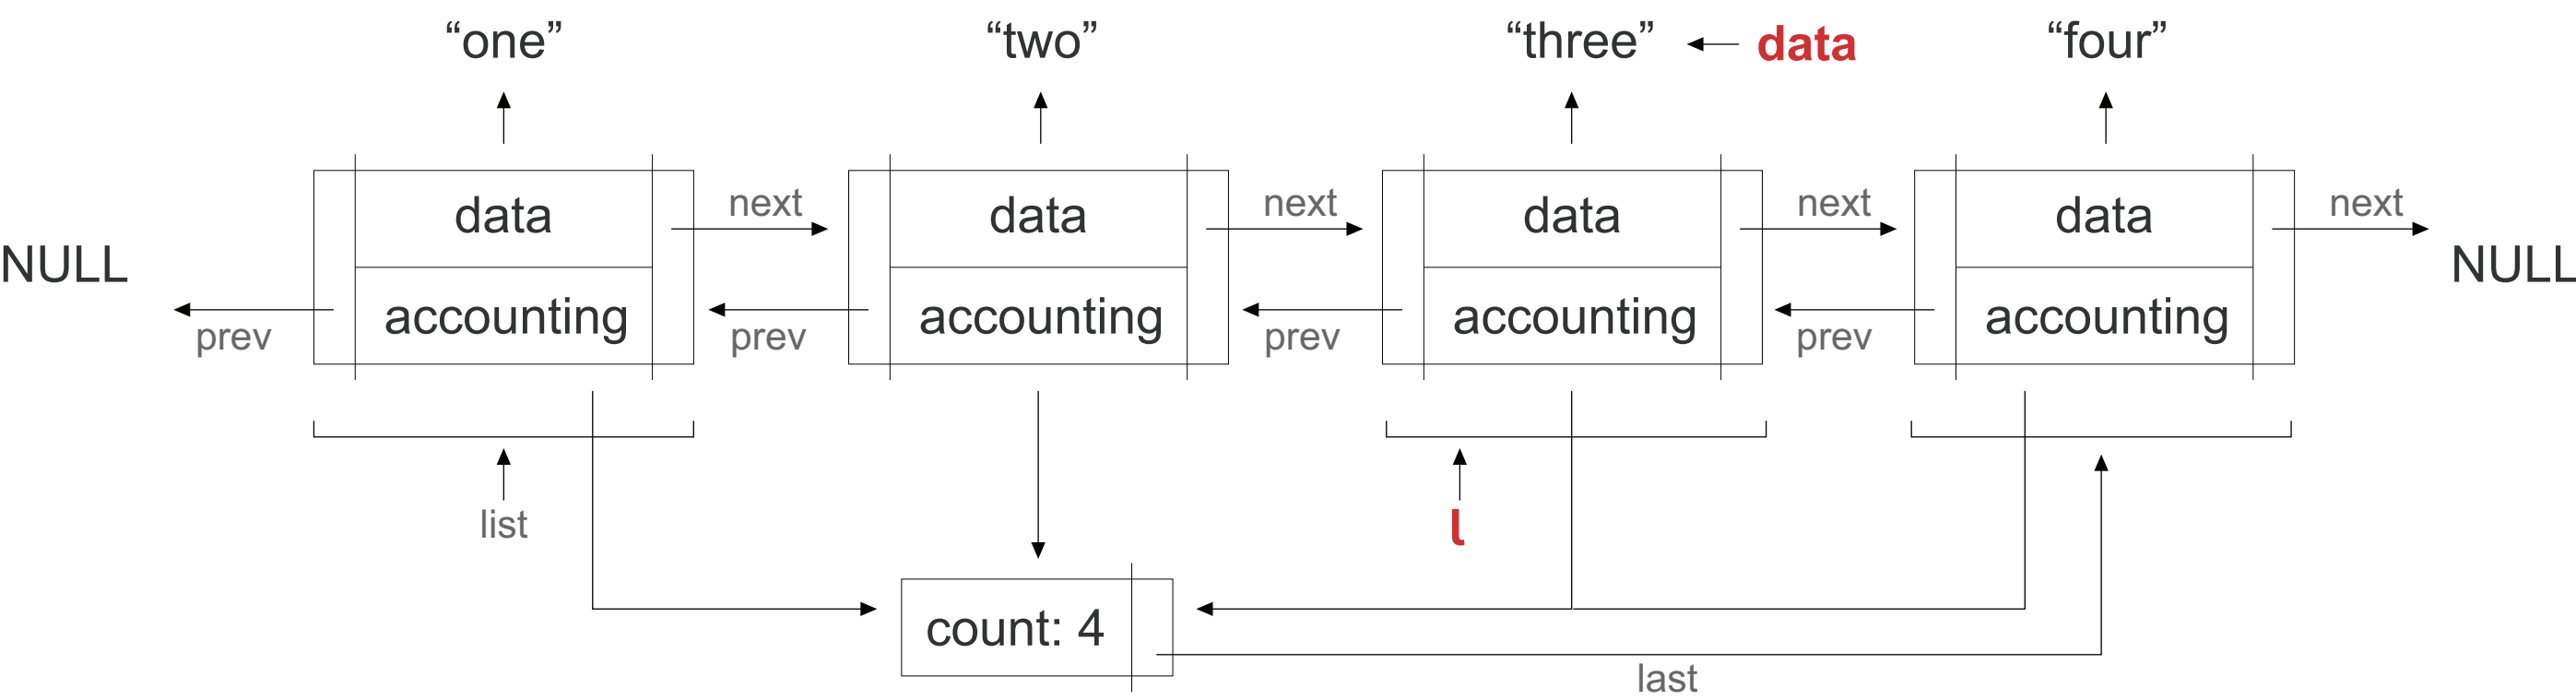 “one”
“two”
“three”
data
“four”
data
next
data
next
data
next
data
next
NULL
NULL
accounting
accounting
accounting
accounting
prev
prev
prev
prev
list
l
count: 4
last